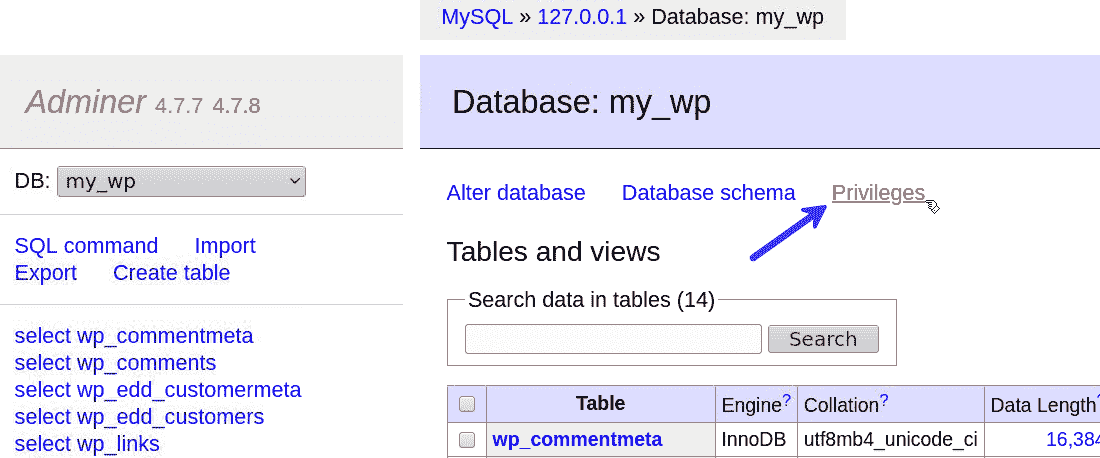 MySQL » 127.0.0.1 » Database: my_wp
Adminer 4.7.7 4.7.8
Database: my_wp
DB: my_wp
Alter database Database schema Privileges
SQL command Import
Export Create table
Tables and views
Search data in tables (14)
Search
select wp_commentmeta
select wp_comments
select wp_edd_customermeta
select wp_edd_customers
select wp_links
Table Engine? Collation? Data Length?
wp_commentmeta InnoDB utf8mb4_unicode_ci 16,384